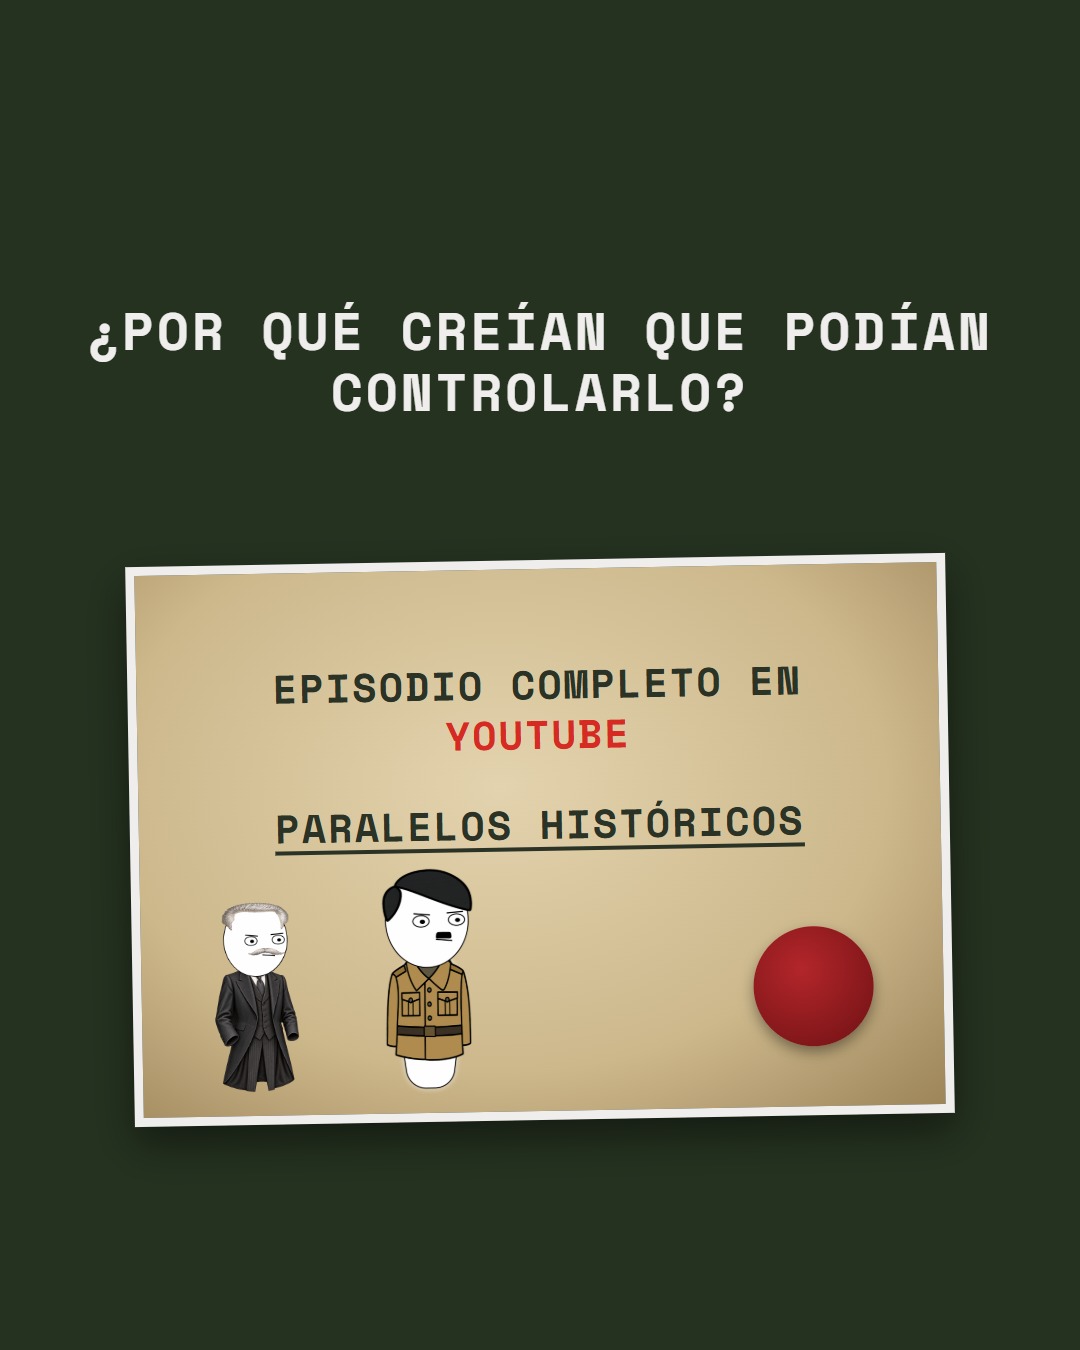 ¿POR QUÉ CREÍAN QUE PODÍAN
CONTROLARLO?
EPISODIO COMPLETO EN
YOUTUBE
PARALELOS HISTÓRICOS